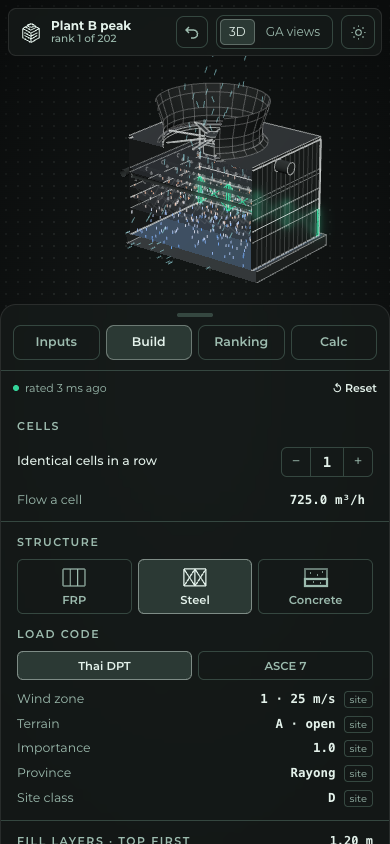 Plant B peak
rank 1 of 202
3D
GA views
Inputs
Build
Ranking
Calc
rated 3 ms ago
Reset
CELLS
Identical cells in a row
− 1 +
Flow a cell 725.0 m³/h
STRUCTURE
FRP
Steel
Concrete
LOAD CODE
Thai DPT
ASCE 7
Wind zone 1 · 25 m/s site
Terrain A · open site
Importance 1.0 site
Province Rayong site
Site class D site
FILL LAYERS · TOP FIRST 1.20 m